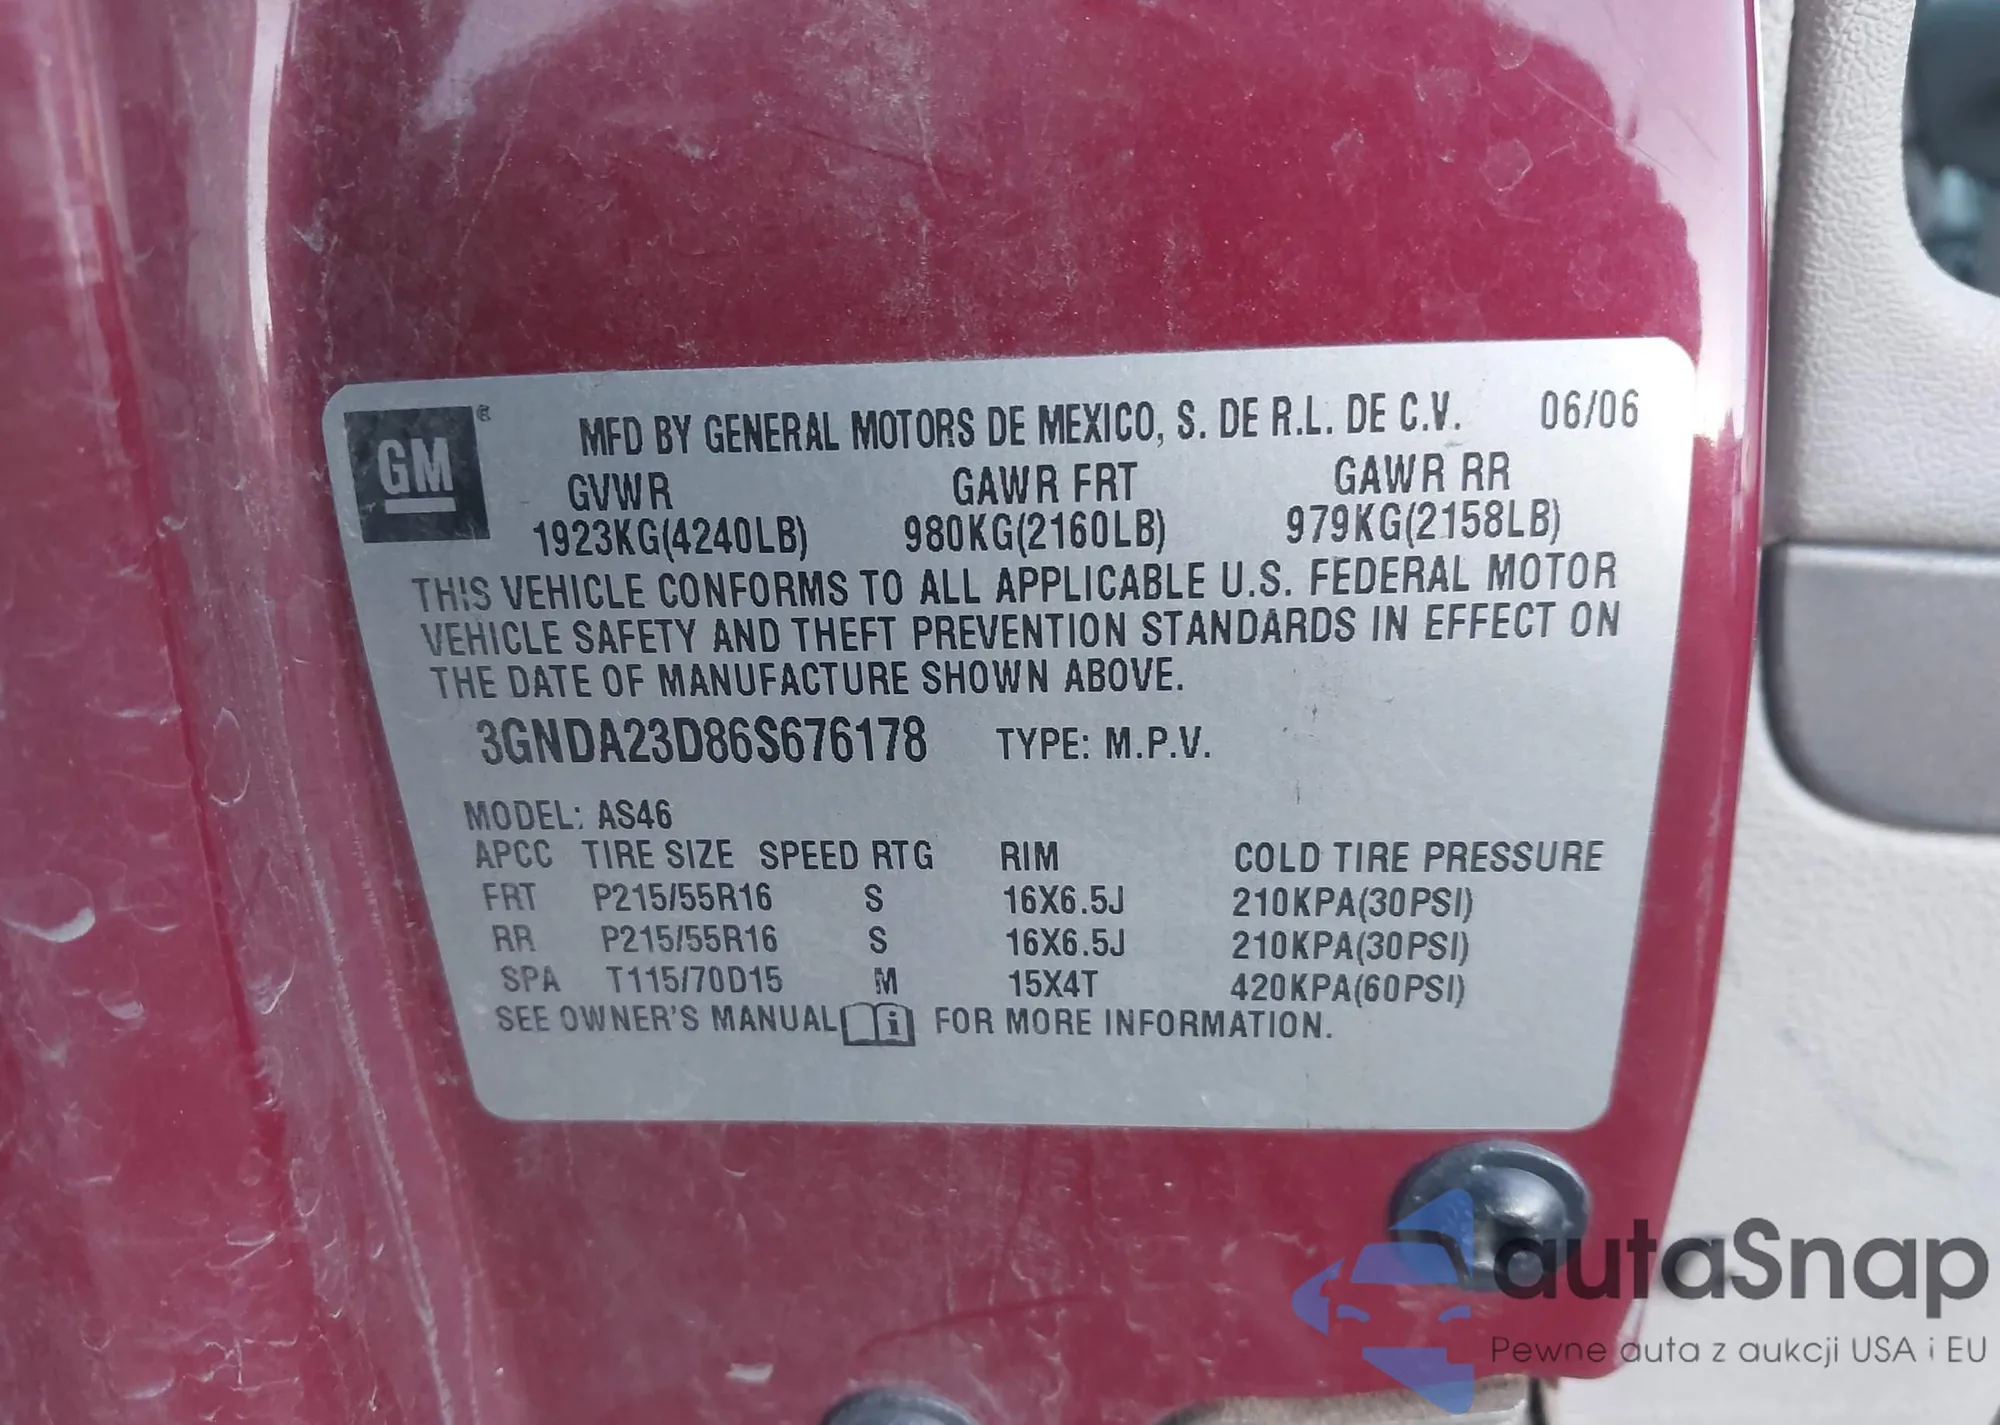 GM ®
MFD BY GENERAL MOTORS DE MEXICO, S. DE R.L. DE C.V. 06/06
GVWR GAWR FRT GAWR RR
1923KG(4240LB) 980KG(2160LB) 979KG(2158LB)
THIS VEHICLE CONFORMS TO ALL APPLICABLE U.S. FEDERAL MOTOR
VEHICLE SAFETY AND THEFT PREVENTION STANDARDS IN EFFECT ON
THE DATE OF MANUFACTURE SHOWN ABOVE.
3GNDA23D86S676178 TYPE: M.P.V.
MODEL: AS46
APCC TIRE SIZE SPEED RTG RIM COLD TIRE PRESSURE
FRT P215/55R16 S 16X6.5J 210KPA(30PSI)
RR P215/55R16 S 16X6.5J 210KPA(30PSI)
SPA T115/70D15 M 15X4T 420KPA(60PSI)
SEE OWNER'S MANUAL i FOR MORE INFORMATION.
autaSnap
Pewne auta z aukcji USA i EU